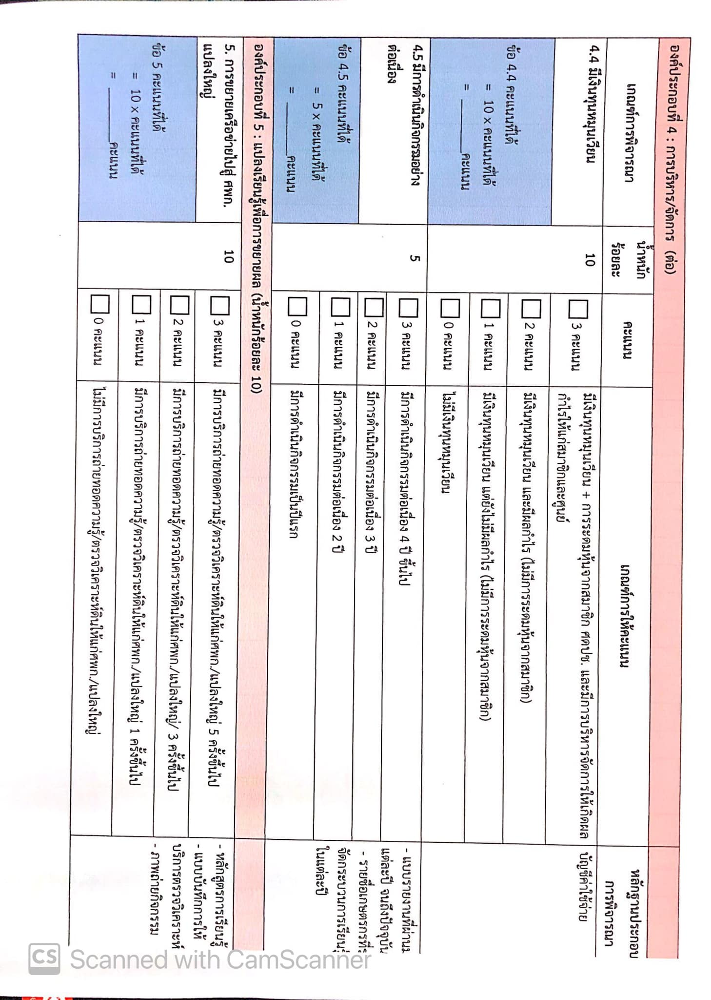 องค์ประกอบที่ 4 : การบริหาร/จัดการ (ต่อ)
เกณฑ์การพิจารณา
น้ำหนัก
ร้อยละ
คะแนน
เกณฑ์การให้คะแนน
หลักฐานประกอบ
การพิจารณา
4.4 มีเงินทุนหมุนเวียน
10
3 คะแนน
มีเงินทุนหมุนเวียน + การระดมหุ้นจากสมาชิก ศดปช. และมีการบริหารจัดการให้เกิดผล
กำไรให้แก่สมาชิกและศูนย์
บัญชีค่าใช้จ่าย
ข้อ 4.4 คะแนนที่ได้
= 10 x คะแนนที่ได้
= ______คะแนน
2 คะแนน
มีเงินทุนหมุนเวียน และมีผลกำไร (ไม่มีการระดมหุ้นจากสมาชิก)
1 คะแนน
มีเงินทุนหมุนเวียน แต่ยังไม่มีผลกำไร (ไม่มีการระดมหุ้นจากสมาชิก)
0 คะแนน
ไม่มีเงินทุนหมุนเวียน
4.5 มีการดำเนินกิจกรรมอย่าง
ต่อเนื่อง
5
3 คะแนน
มีการดำเนินกิจกรรมต่อเนื่อง 4 ปี ขึ้นไป
2 คะแนน
มีการดำเนินกิจกรรมต่อเนื่อง 3 ปี
ข้อ 4.5 คะแนนที่ได้
= 5 x คะแนนที่ได้
= ______คะแนน
1 คะแนน
มีการดำเนินกิจกรรมต่อเนื่อง 2 ปี
0 คะแนน
มีการดำเนินกิจกรรมเป็นปีแรก
- แบบรายงานที่ผ่านม
แต่ละปี จนถึงปัจจุบัน
- รายชื่อเกษตรกรที่
จัดกระบวนการเรียนรู้
ในแต่ละปี
องค์ประกอบที่ 5 : แปลงเรียนรู้เพื่อการขยายผล (น้ำหนักร้อยละ 10)
5. การขยายเครือข่ายไปสู่ ศพก.
แปลงใหญ่
10
3 คะแนน
มีการบริการถ่ายทอดความรู้/ตรวจวิเคราะห์ดินให้แก่ศพก./แปลงใหญ่ 5 ครั้งขึ้นไป
ข้อ 5 คะแนนที่ได้
= 10 x คะแนนที่ได้
= ______คะแนน
2 คะแนน
มีการบริการถ่ายทอดความรู้/ตรวจวิเคราะห์ดินให้แก่ศพก./แปลงใหญ่/ 3 ครั้งขึ้นไป
1 คะแนน
มีการบริการถ่ายทอดความรู้/ตรวจวิเคราะห์ดินให้แก่ศพก./แปลงใหญ่ 1 ครั้งขึ้นไป
0 คะแนน
ไม่มีการบริการถ่ายทอดความรู้/ตรวจวิเคราะห์ดินให้แก่ศพก./แปลงใหญ่
- หลักสูตรการเรียนรู้
- แบบบันทึกการให้
บริการตรวจวิเคราะห์
- ภาพถ่ายกิจกรรม
CS Scanned with CamScanner